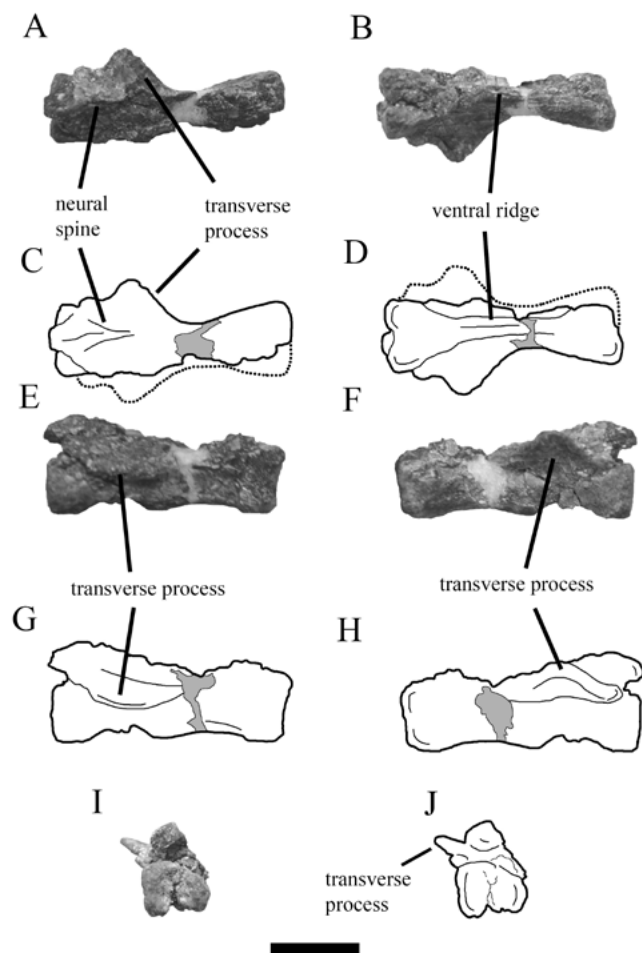 A
B
neural
spine
transverse
process
ventral ridge
C
D
E
F
transverse process
transverse process
G
H
I
J
transverse
process